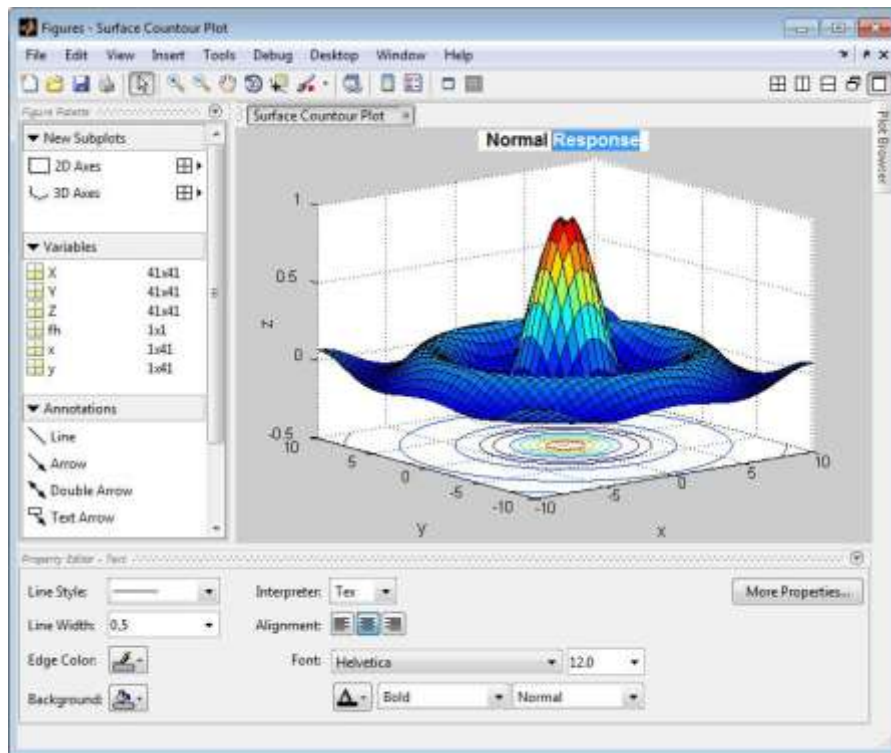 Figures - Surface Countour Plot
File Edit View Insert Tools Debug Desktop Window Help
Figure Palette
Surface Countour Plot
Plot Browser
New Subplots
2D Axes
3D Axes
Variables
X 41x41
Y 41x41
Z 41x41
fh 1x1
x 1x41
y 1x41
Annotations
Line
Arrow
Double Arrow
Text Arrow
Normal Response
1
0.5
0
-0.5
z
10
5
0
-5
-10
y
-10
-5
0
5
10
x
Property Editor - Text
Line Style:
Interpreter: Tex
More Properties...
Line Width: 0.5
Alignment:
Edge Color:
Font: Helvetica 12.0
Background:
Bold Normal